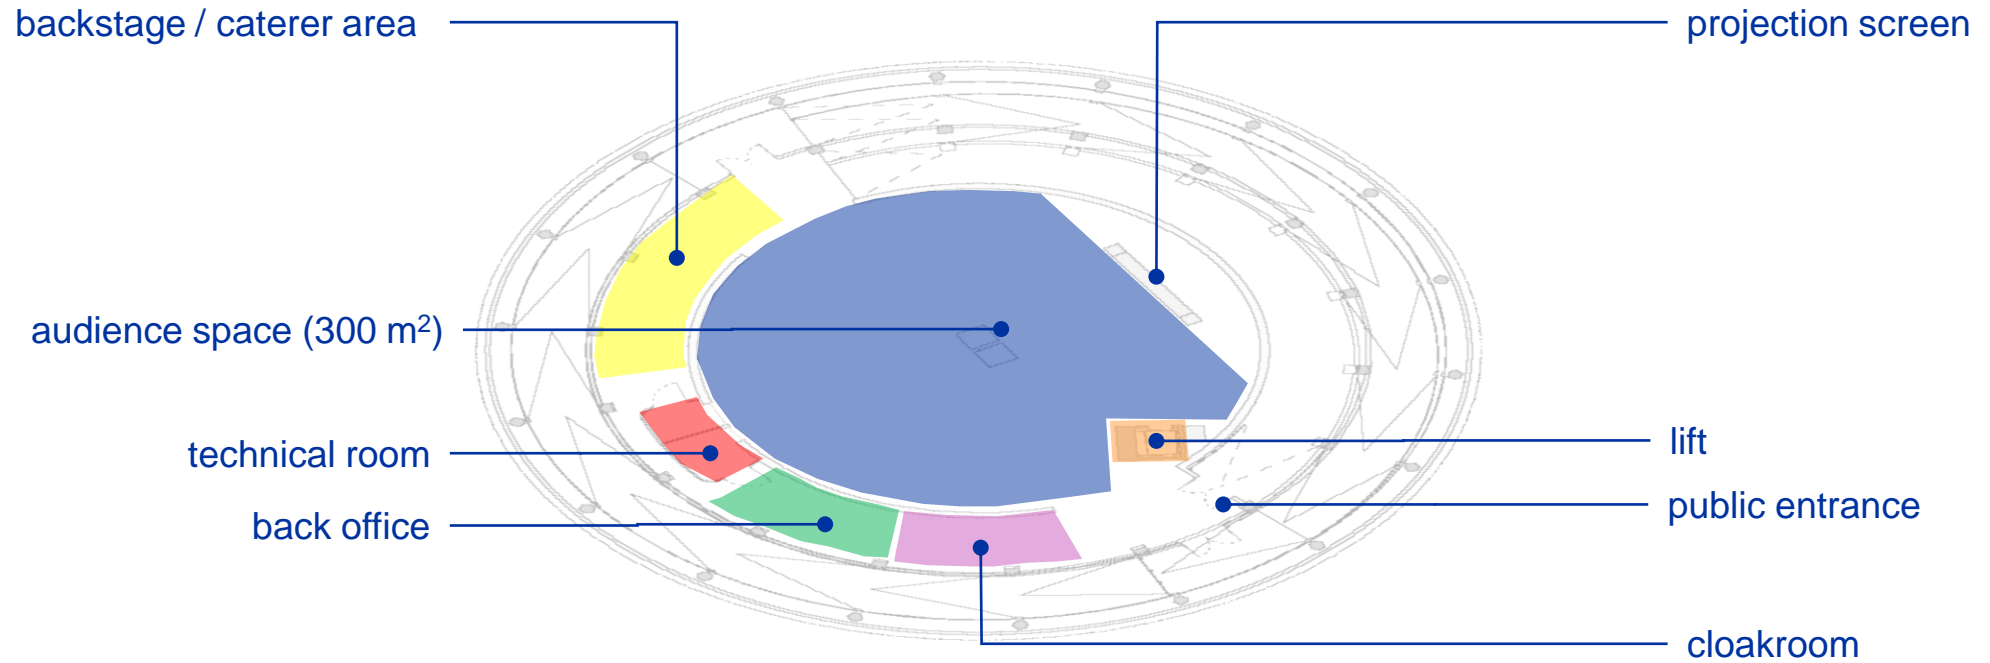 backstage / caterer area
projection screen
audience space (300 m²)
technical room
lift
back office
public entrance
cloakroom